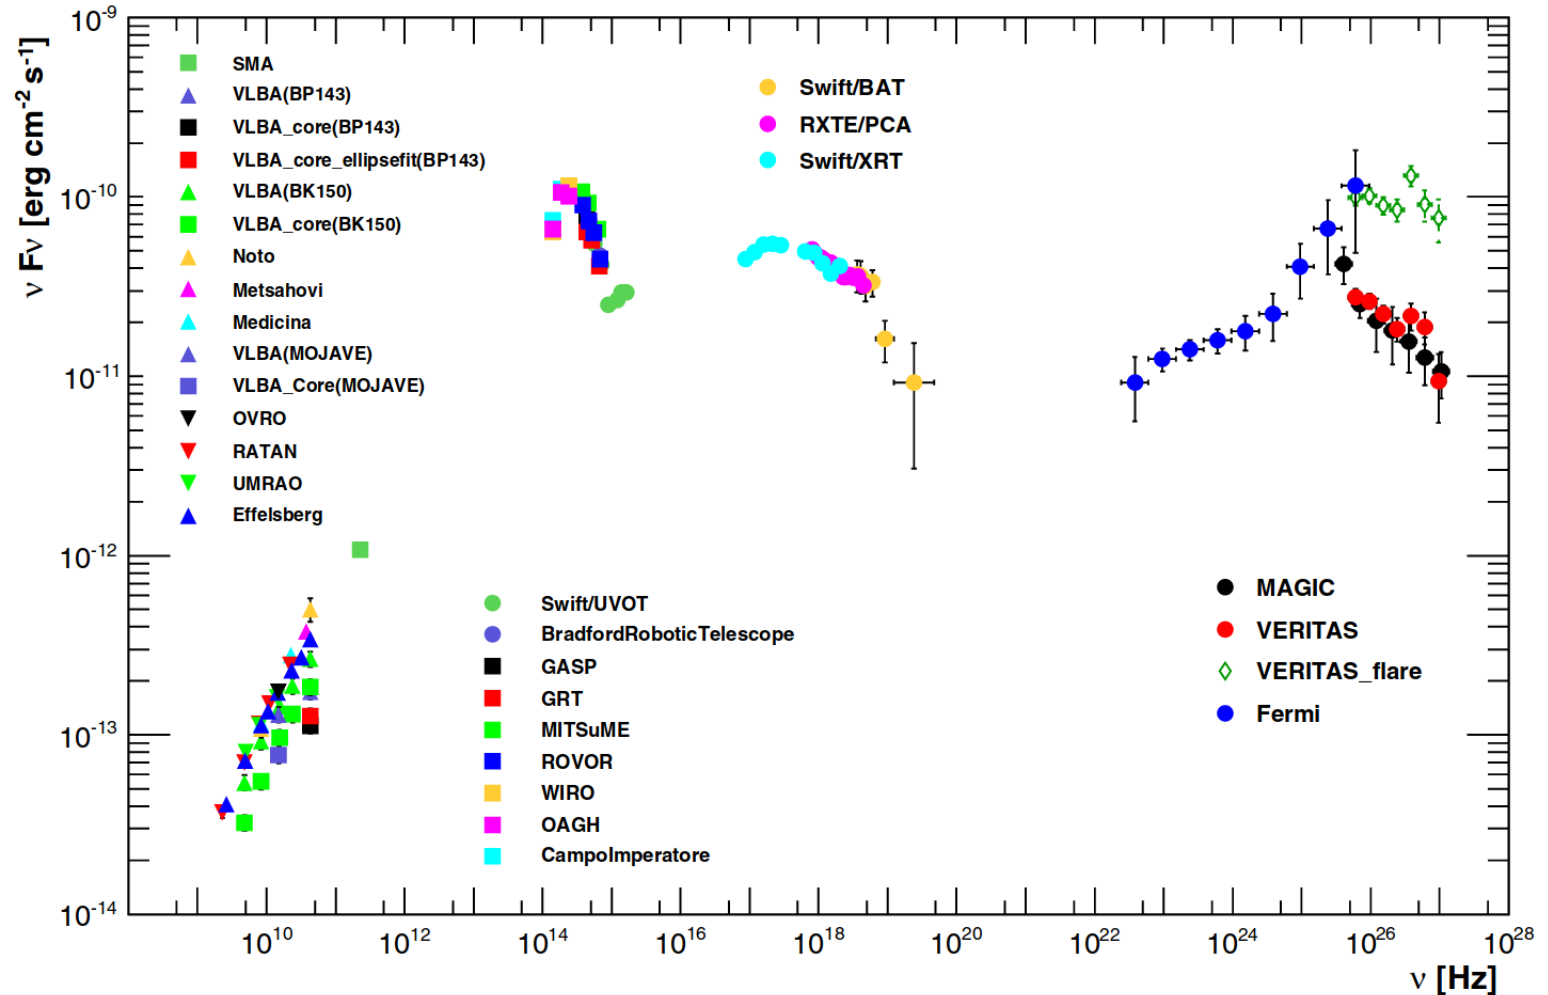 ν Fν [erg cm⁻² s⁻¹]
10⁻⁹
10⁻¹⁰
10⁻¹¹
10⁻¹²
10⁻¹³
10⁻¹⁴
SMA
VLBA(BP143)
VLBA_core(BP143)
VLBA_core_ellipsefit(BP143)
VLBA(BK150)
VLBA_core(BK150)
Noto
Metsahovi
Medicina
VLBA(MOJAVE)
VLBA_Core(MOJAVE)
OVRO
RATAN
UMRAO
Effelsberg
Swift/BAT
RXTE/PCA
Swift/XRT
Swift/UVOT
BradfordRoboticTelescope
GASP
GRT
MITSuME
ROVOR
WIRO
OAGH
CampoImperatore
MAGIC
VERITAS
VERITAS_flare
Fermi
10¹⁰ 10¹² 10¹⁴ 10¹⁶ 10¹⁸ 10²⁰ 10²² 10²⁴ 10²⁶ 10²⁸
ν [Hz]